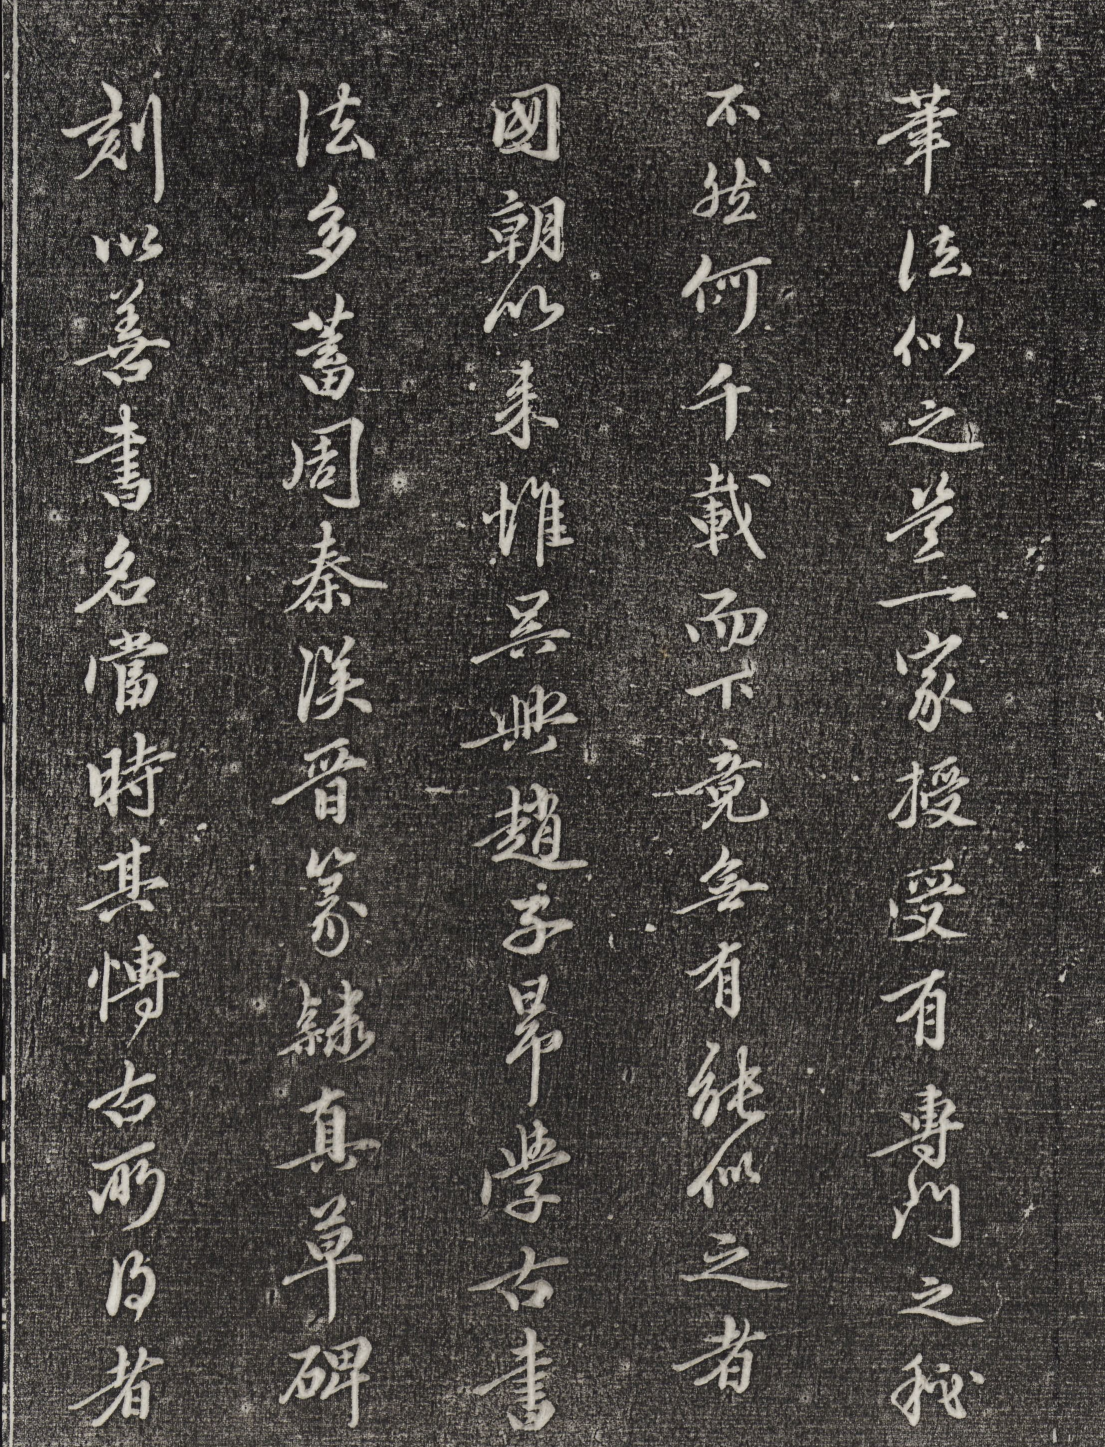 筆法似之豈一家授受有專門之秘
不然何千載而下竟無有能似之者
國朝以來惟吳興趙子昂學古書
法多蓄周秦漢晉篆隸真草碑
刻以善書名當時其博古所得者